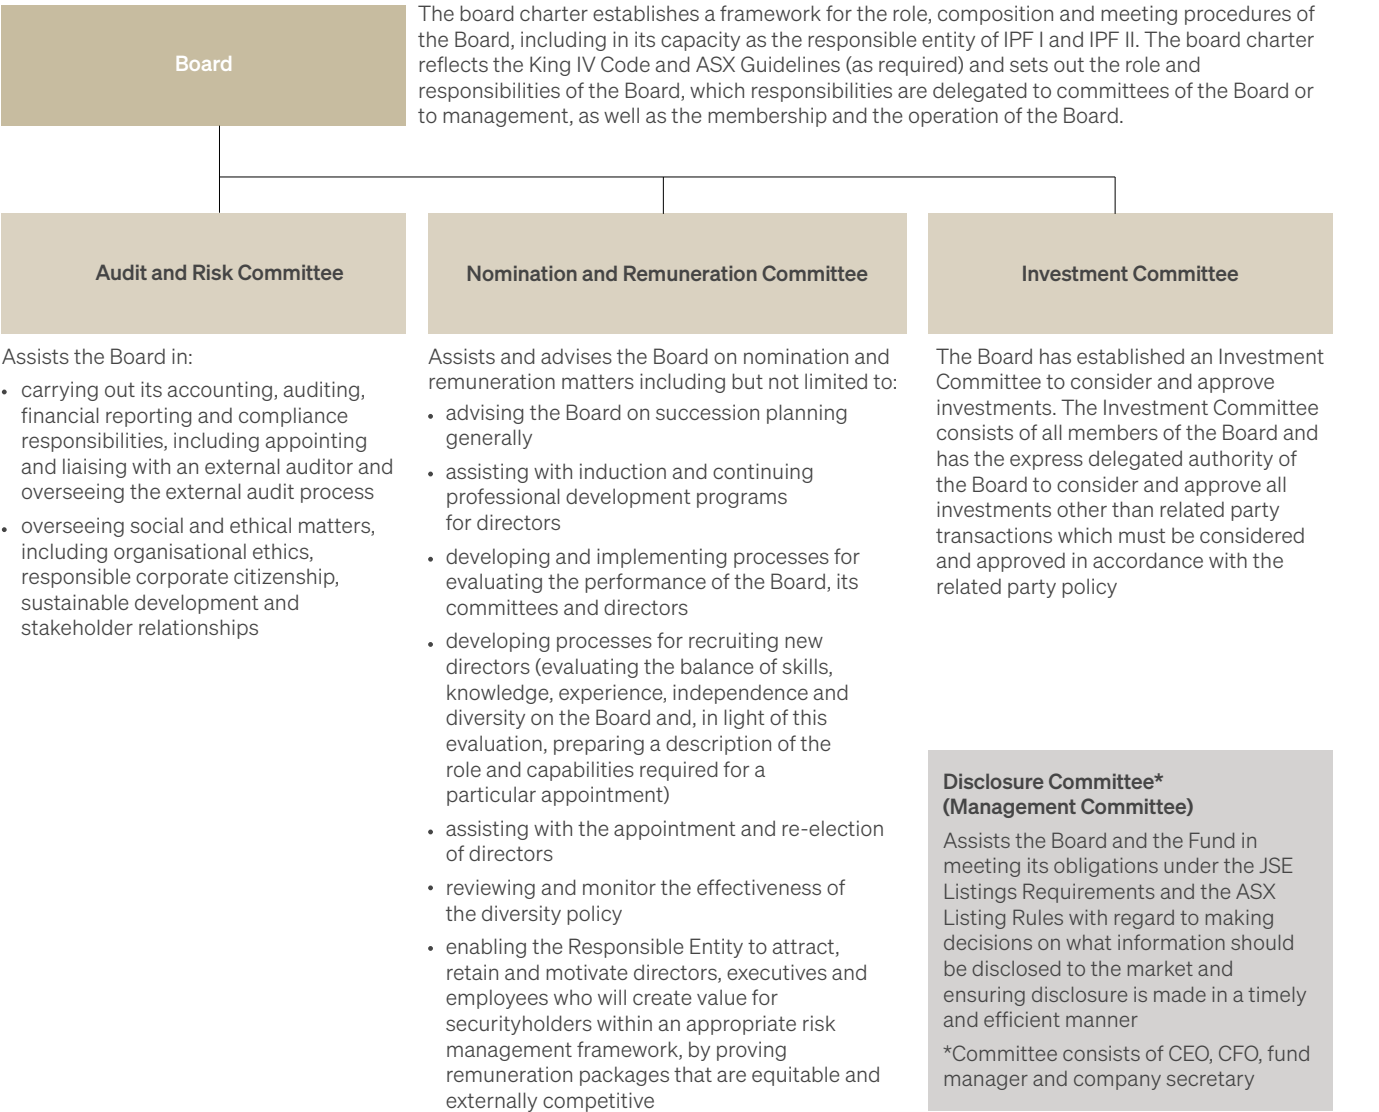 Board
The board charter establishes a framework for the role, composition and meeting procedures of
the Board, including in its capacity as the responsible entity of IPF I and IPF II. The board charter
reflects the King IV Code and ASX Guidelines (as required) and sets out the role and
responsibilities of the Board, which responsibilities are delegated to committees of the Board or
to management, as well as the membership and the operation of the Board.
Audit and Risk Committee
Assists the Board in:
• carrying out its accounting, auditing,
financial reporting and compliance
responsibilities, including appointing
and liaising with an external auditor and
overseeing the external audit process
• overseeing social and ethical matters,
including organisational ethics,
responsible corporate citizenship,
sustainable development and
stakeholder relationships
Nomination and Remuneration Committee
Assists and advises the Board on nomination and
remuneration matters including but not limited to:
• advising the Board on succession planning
generally
• assisting with induction and continuing
professional development programs
for directors
• developing and implementing processes for
evaluating the performance of the Board, its
committees and directors
• developing processes for recruiting new
directors (evaluating the balance of skills,
knowledge, experience, independence and
diversity on the Board and, in light of this
evaluation, preparing a description of the
role and capabilities required for a
particular appointment)
• assisting with the appointment and re-election
of directors
• reviewing and monitor the effectiveness of
the diversity policy
• enabling the Responsible Entity to attract,
retain and motivate directors, executives and
employees who will create value for
securityholders within an appropriate risk
management framework, by proving
remuneration packages that are equitable and
externally competitive
Investment Committee
The Board has established an Investment
Committee to consider and approve
investments. The Investment Committee
consists of all members of the Board and
has the express delegated authority of
the Board to consider and approve all
investments other than related party
transactions which must be considered
and approved in accordance with the
related party policy
Disclosure Committee*
(Management Committee)
Assists the Board and the Fund in
meeting its obligations under the JSE
Listings Requirements and the ASX
Listing Rules with regard to making
decisions on what information should
be disclosed to the market and
ensuring disclosure is made in a timely
and efficient manner
*Committee consists of CEO, CFO, fund
manager and company secretary